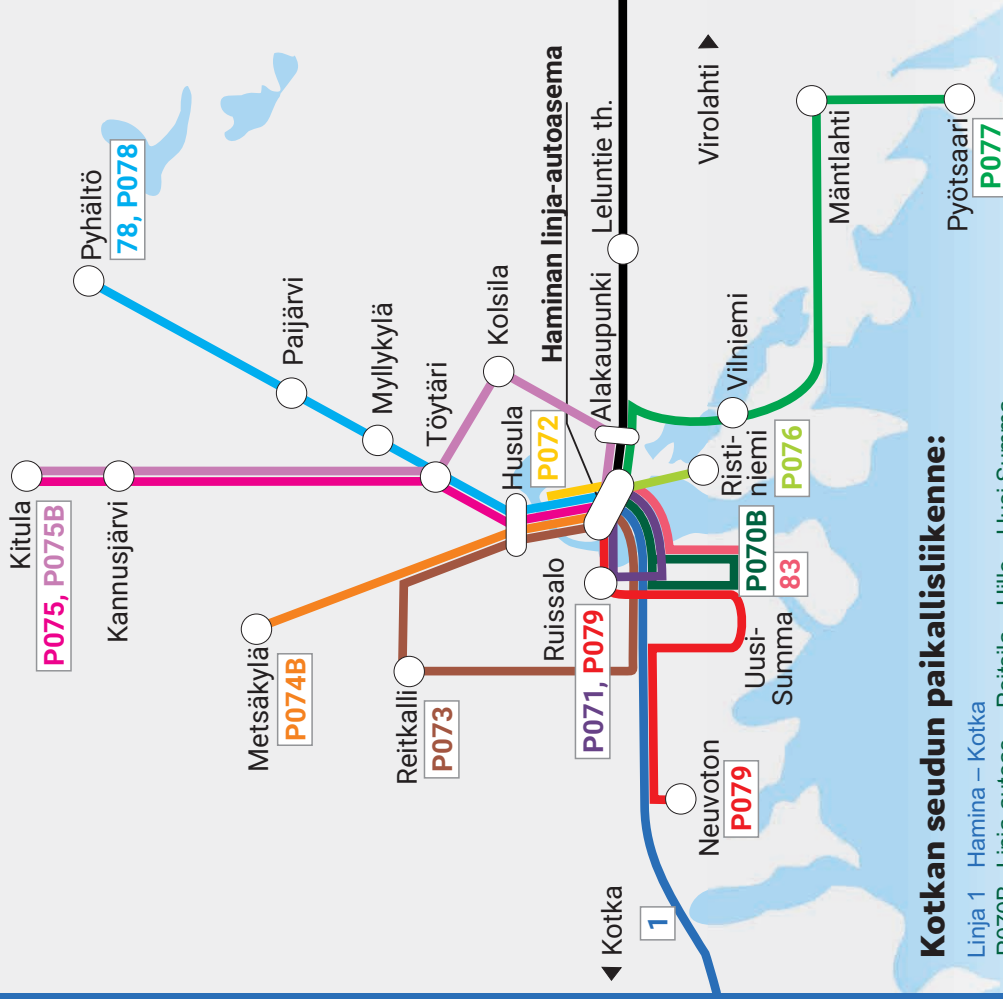 Kitula
P075, P075B
Pyhältö
78, P078
Kannusjärvi
Metsäkylä
P074B
Paijärvi
Myllykylä
Reitkalli
P073
Töytäri
Kolsila
Husula
P072
Haminan linja-autoasema
Ruissalo
P071, P079
Alakaupunki
Leluntie th.
Kotka
1
Neuvoton
P079
Virolahti
Vilniemi
Risti-
niemi
P076
P070B
83
Uusi-
Summa
Mäntlahti
Pyötsaari
P077
Kotkan seudun paikallisliikenne:
Linja 1 Hamina – Kotka